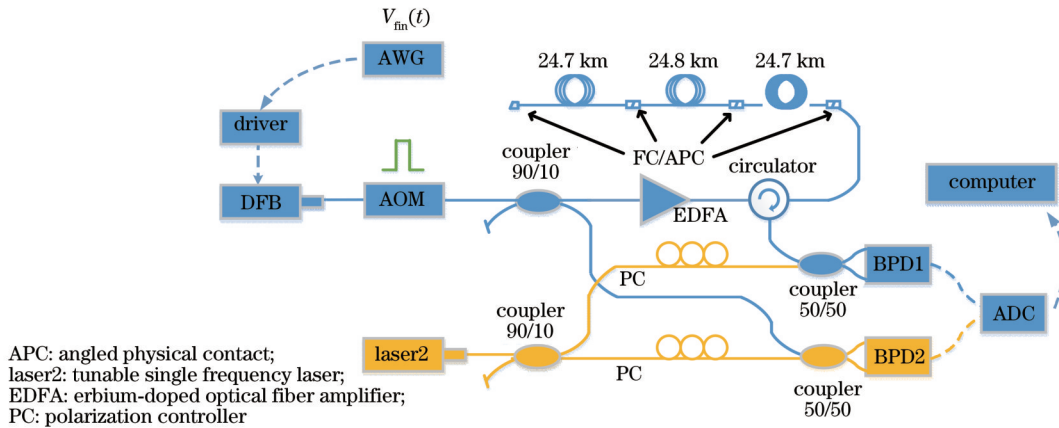 V_fin(t)
AWG
24.7 km
24.8 km
24.7 km
driver
coupler
90/10
FC/APC
circulator
computer
DFB
AOM
EDFA
PC
coupler
50/50
BPD1
ADC
coupler
90/10
laser2
PC
coupler
50/50
BPD2
APC: angled physical contact;
laser2: tunable single frequency laser;
EDFA: erbium-doped optical fiber amplifier;
PC: polarization controller